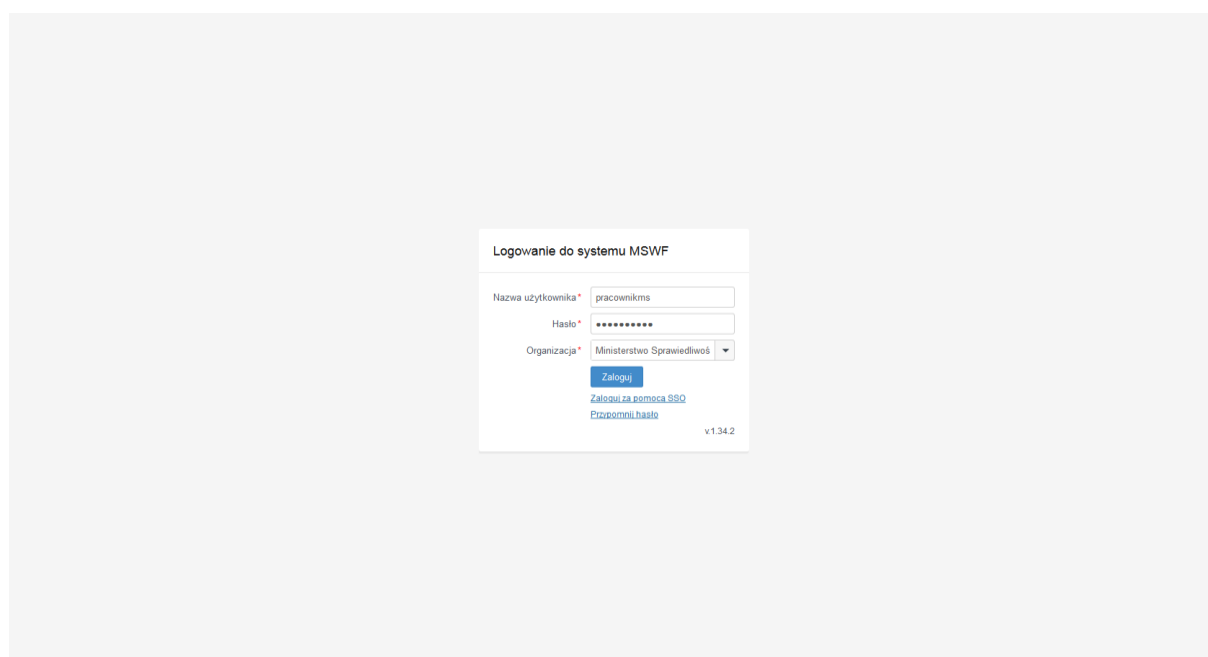 Logowanie do systemu MSWF
Nazwa użytkownika* pracownikms
Hasło* ●●●●●●●●●●
Organizacja* Ministerstwo Sprawiedliwoś
Zaloguj
Zaloguj za pomoca SSO
Przypomnij hasło
v.1.34.2